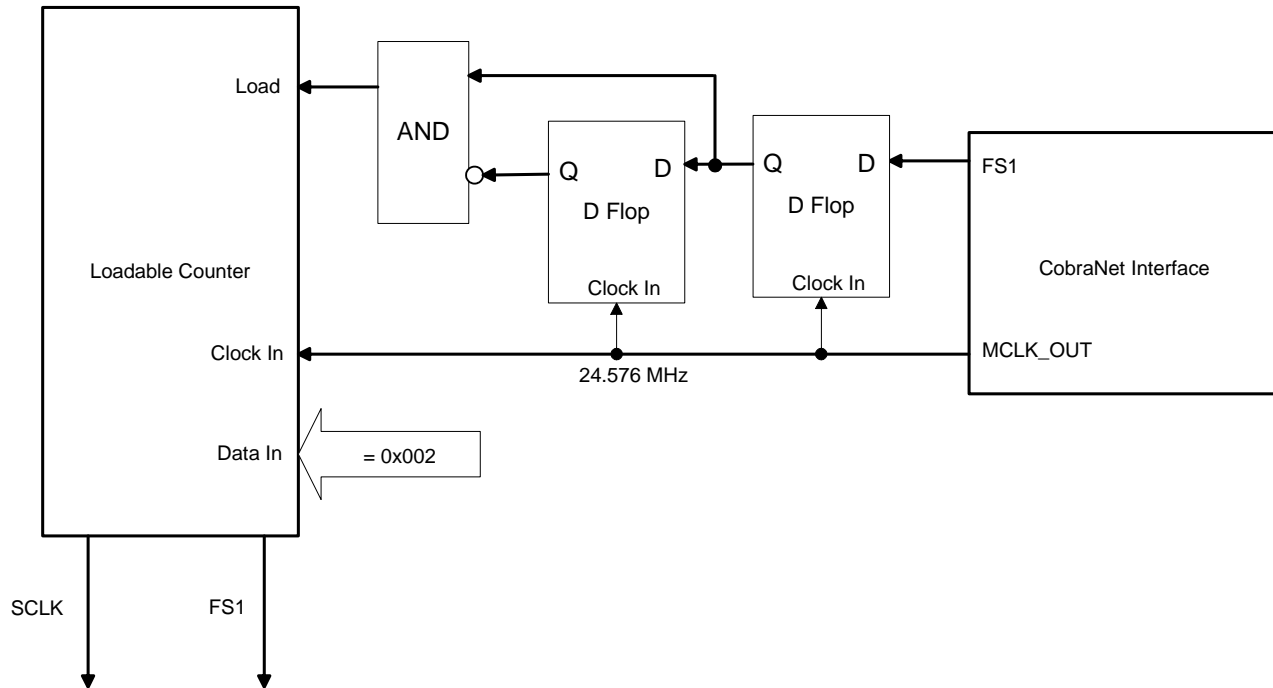 Load
AND
Q
D
D Flop
Clock In
Q
D
D Flop
Clock In
FS1
CobraNet Interface
MCLK_OUT
Loadable Counter
Clock In
24.576 MHz
Data In
= 0x002
SCLK
FS1